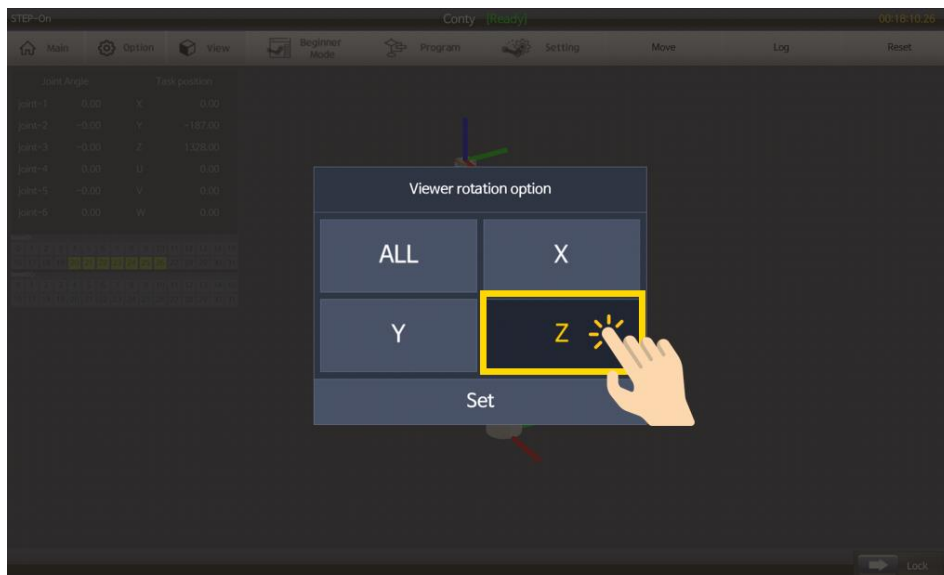 STEP-On
Conty [Ready]
00:18:10.26
Main Option View Beginner Mode Program Setting Move Log Reset
Joint Angle Task position
joint-1 0.00 X 0.00
joint-2 -0.00 Y -187.00
joint-3 -0.00 Z 1328.00
joint-4 0.00 U 0.00
joint-5 -0.00 V 0.00
joint-6 0.00 W 0.00
Viewer rotation option
ALL X
Y Z
Set
Lock